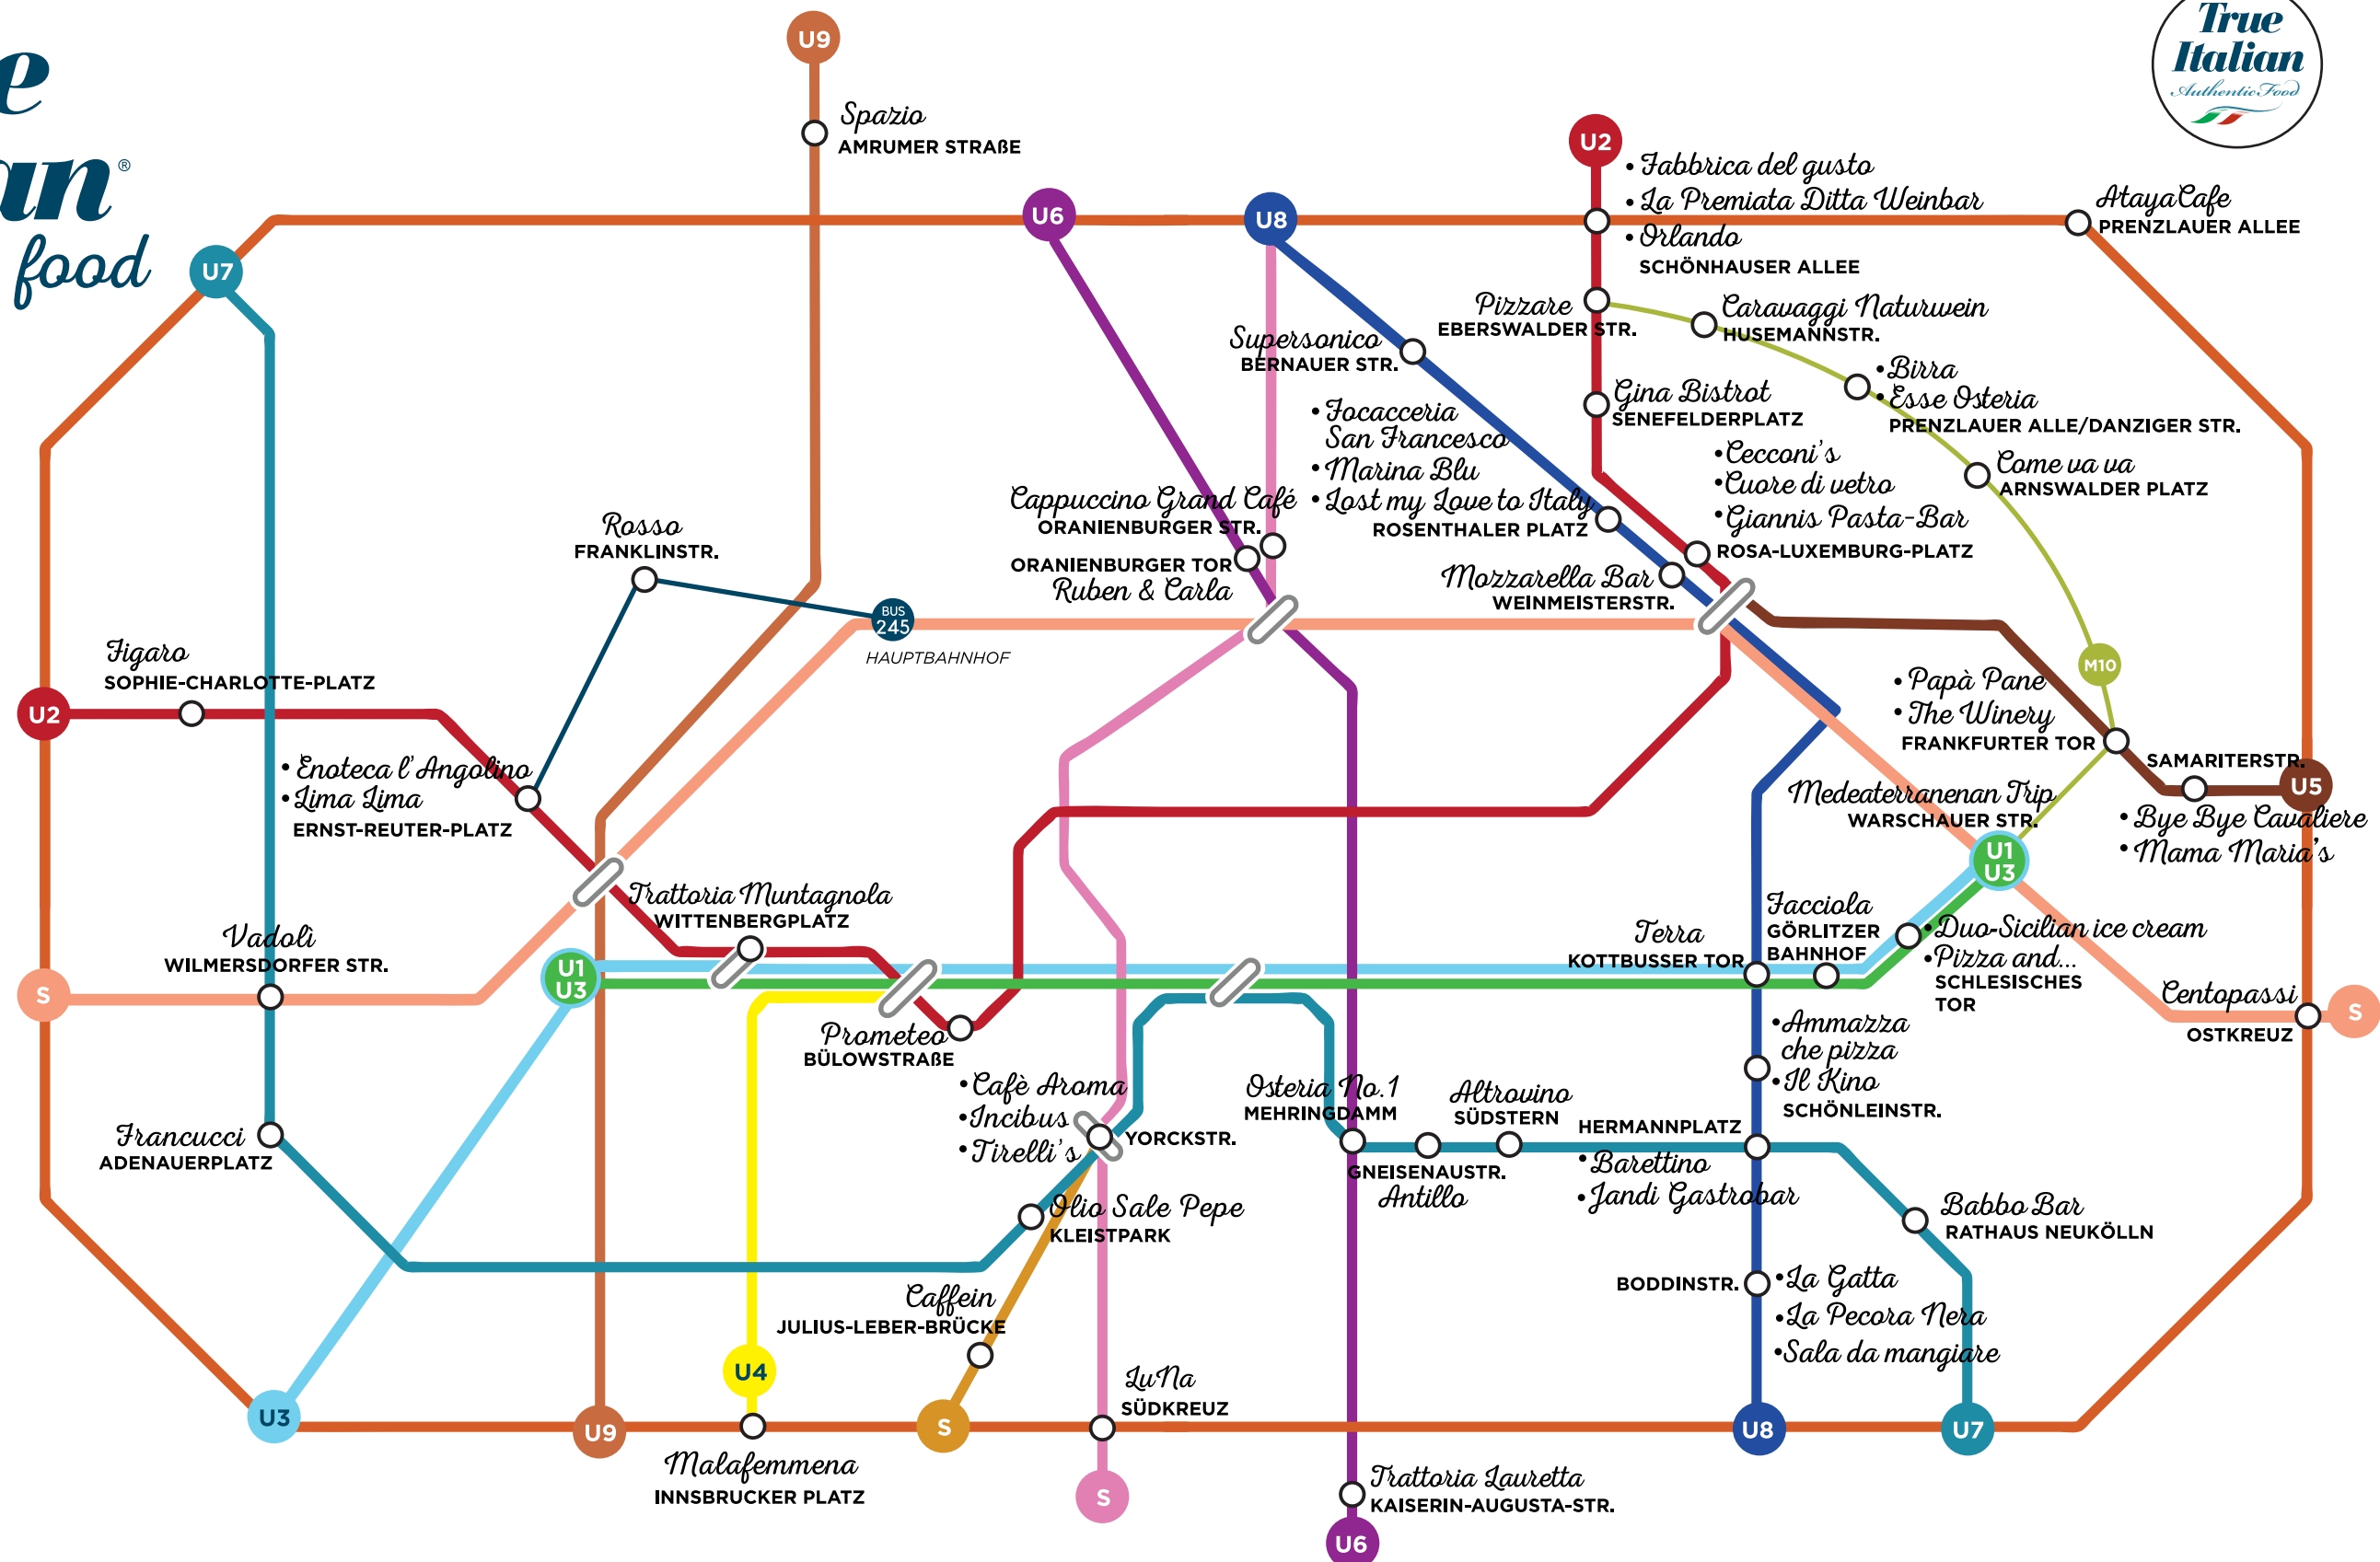 e
an®
food
True
Italian
Authentic Food
U9
Spazio
AMRUMER STRAßE
U2
• Fabbrica del gusto
• La Premiata Ditta Weinbar
• Orlando
SCHÖNHAUSER ALLEE
U6
U8
AtayaCafe
PRENZLAUER ALLEE
U7
Pizzare
EBERSWALDER STR.
Caravaggi Naturwein
HUSEMANNSTR.
Supersonico
BERNAUER STR.
• Birra
• Esse Osteria
PRENZLAUER ALLE/DANZIGER STR.
Gina Bistrot
SENEFELDERPLATZ
• Focacceria
San Francesco
• Marina Blu
• Lost my Love to Italy
ROSENTHALER PLATZ
• Cecconi's
• Cuore di vetro
• Giannis Pasta-Bar
ROSA-LUXEMBURG-PLATZ
Come va va
ARNSWALDER PLATZ
Cappuccino Grand Café
ORANIENBURGER STR.
ORANIENBURGER TOR
Ruben & Carla
Rosso
FRANKLINSTR.
Mozzarella Bar
WEINMEISTERSTR.
BUS
245
HAUPTBAHNHOF
Figaro
SOPHIE-CHARLOTTE-PLATZ
U2
M10
• Papà Pane
• The Winery
FRANKFURTER TOR
SAMARITERSTR.
U5
• Bye Bye Cavaliere
• Mama Maria's
• Enoteca l'Angolino
• Lima Lima
ERNST-REUTER-PLATZ
Medeaterranenan Trip
WARSCHAUER STR.
U1
U3
Trattoria Muntagnola
WITTENBERGPLATZ
Vadolì
WILMERSDORFER STR.
S
U1
U3
Terra
KOTTBUSSER TOR
Facciola
GÖRLITZER
BAHNHOF
• Duo-Sicilian ice cream
• Pizza and...
SCHLESISCHES
TOR
Centopassi
OSTKREUZ
S
Prometeo
BÜLOWSTRAßE
• Ammazza
che pizza
• Il Kino
SCHÖNLEINSTR.
• Cafè Aroma
• Incibus
• Tirelli's
YORCKSTR.
Osteria No.1
MEHRINGDAMM
Altrovino
SÜDSTERN
GNEISENAUSTR.
Antillo
HERMANNPLATZ
• Barettino
• Jandi Gastrobar
Francucci
ADENAUERPLATZ
Olio Sale Pepe
KLEISTPARK
Babbo Bar
RATHAUS NEUKÖLLN
Caffein
JULIUS-LEBER-BRÜCKE
BODDINSTR.
• La Gatta
• La Pecora Nera
• Sala da mangiare
U4
LuNa
SÜDKREUZ
U3
U9
S
U8
U7
Malafemmena
INNSBRUCKER PLATZ
S
Trattoria Lauretta
KAISERIN-AUGUSTA-STR.
U6